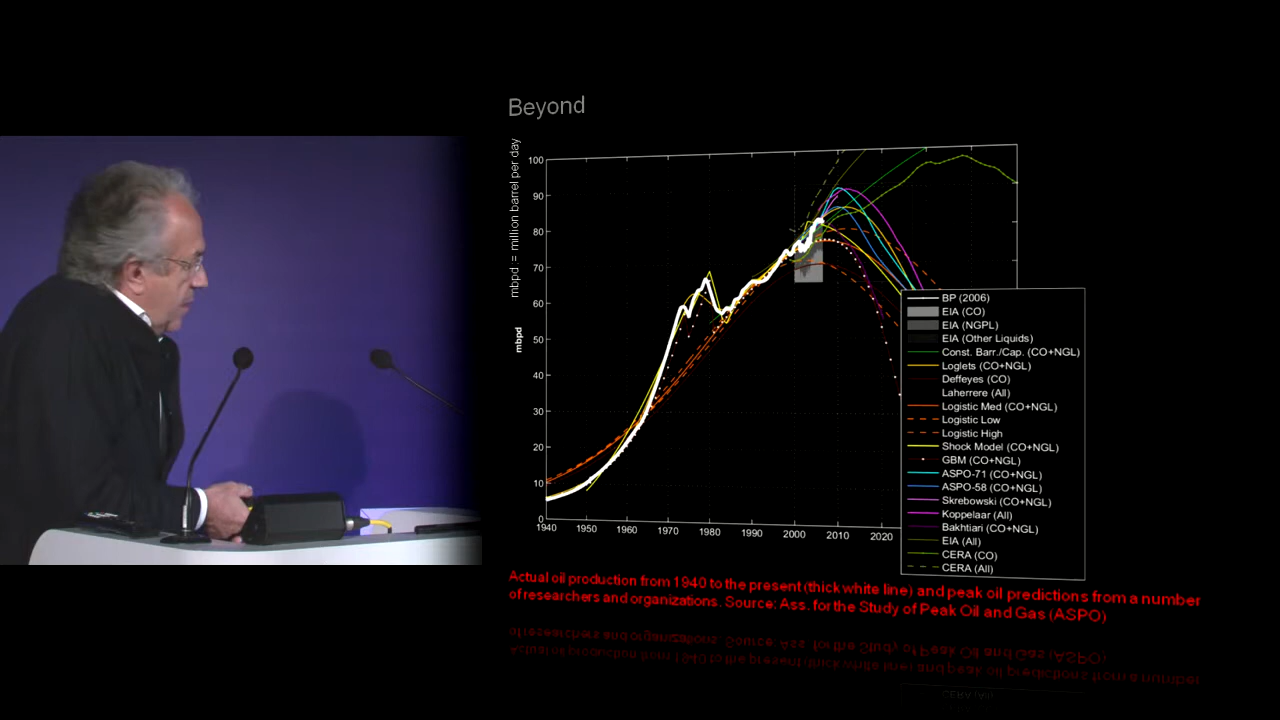 Beyond
mbpd = million barrel per day
mbpd
100
90
80
70
60
50
40
30
20
10
0
1940 1950 1960 1970 1980 1990 2000 2010 2020
BP (2006)
EIA (CO)
EIA (NGPL)
EIA (Other Liquids)
Const. Barr./Cap. (CO+NGL)
Loglets (CO+NGL)
Deffeyes (CO)
Laherrere (All)
Logistic Med (CO+NGL)
Logistic Low
Logistic High
Shock Model (CO+NGL)
GBM (CO+NGL)
ASPO-71 (CO+NGL)
ASPO-58 (CO+NGL)
Skrebowski (CO+NGL)
Koppelaar (All)
Bakhtiari (CO+NGL)
EIA (All)
CERA (CO)
CERA (All)
Actual oil production from 1940 to the present (thick white line) and peak oil predictions from a number
of researchers and organizations. Source: Ass. for the Study of Peak Oil and Gas (ASPO)